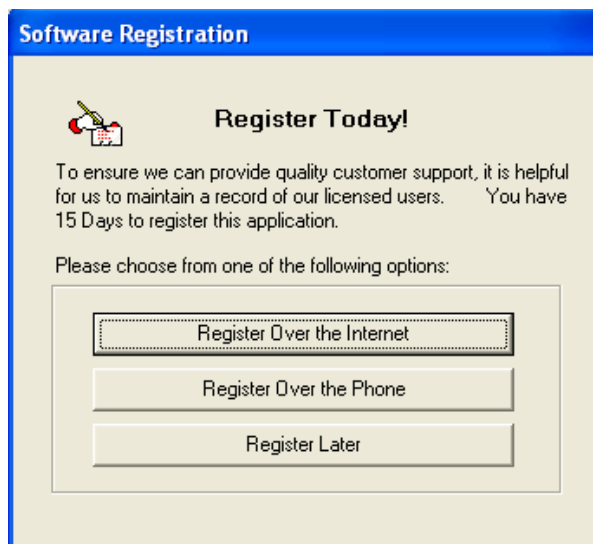 Software Registration
Register Today!
To ensure we can provide quality customer support, it is helpful
for us to maintain a record of our licensed users. You have
15 Days to register this application.
Please choose from one of the following options:
Register Over the Internet
Register Over the Phone
Register Later